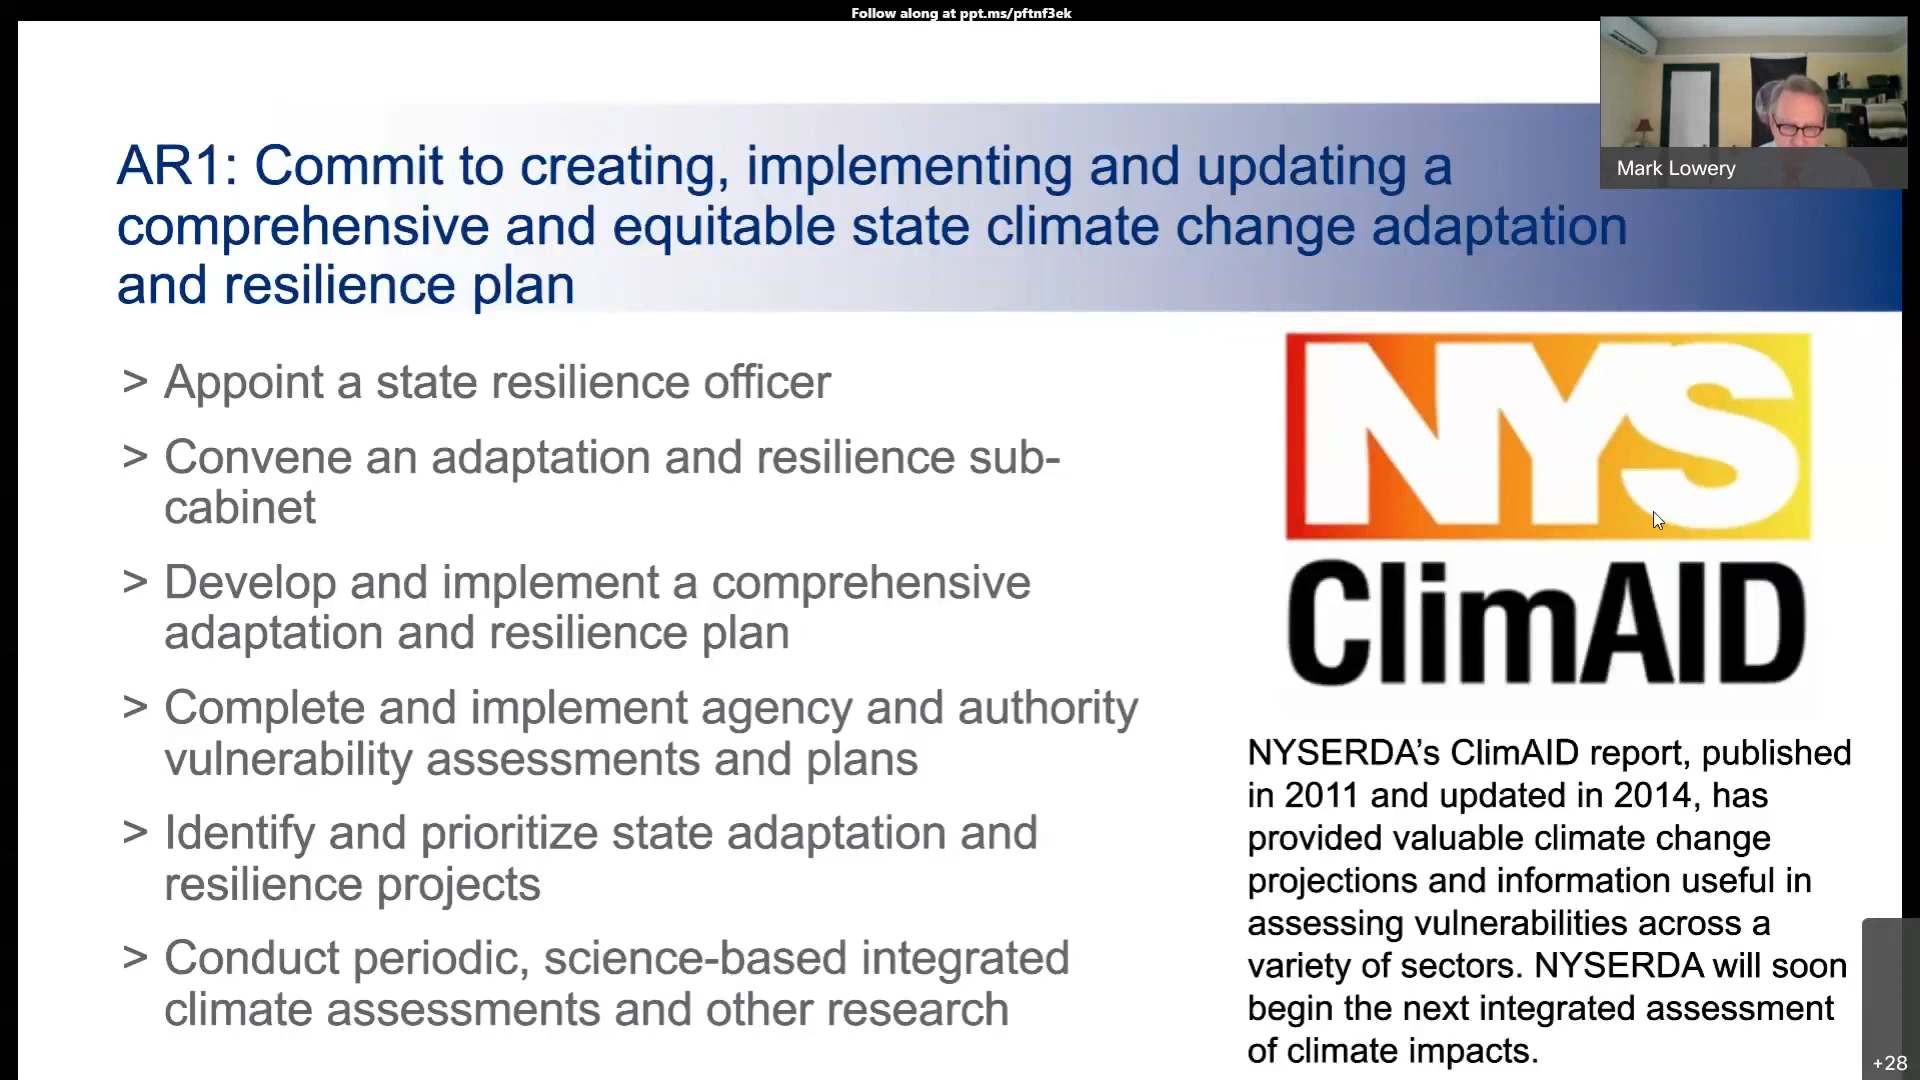 Follow along at ppt.ms/pftnf3ek
Mark Lowery
AR1: Commit to creating, implementing and updating a
comprehensive and equitable state climate change adaptation
and resilience plan
> Appoint a state resilience officer
> Convene an adaptation and resilience sub-
cabinet
> Develop and implement a comprehensive
adaptation and resilience plan
> Complete and implement agency and authority
vulnerability assessments and plans
> Identify and prioritize state adaptation and
resilience projects
> Conduct periodic, science-based integrated
climate assessments and other research
NYS
ClimAID
NYSERDA’s ClimAID report, published
in 2011 and updated in 2014, has
provided valuable climate change
projections and information useful in
assessing vulnerabilities across a
variety of sectors. NYSERDA will soon
begin the next integrated assessment
of climate impacts.
+28